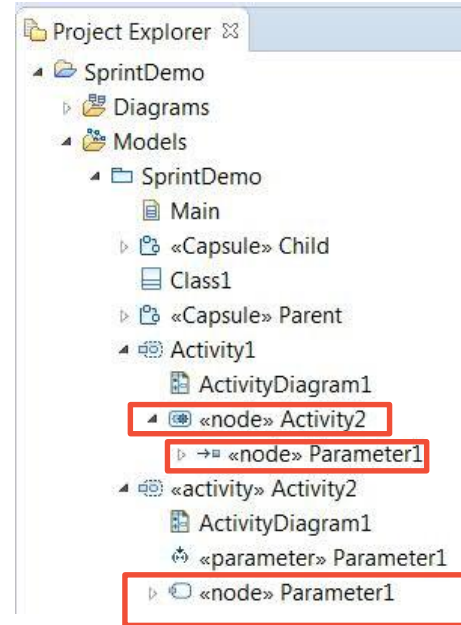 Project Explorer
SprintDemo
Diagrams
Models
SprintDemo
Main
«Capsule» Child
Class1
«Capsule» Parent
Activity1
ActivityDiagram1
«node» Activity2
«node» Parameter1
«activity» Activity2
ActivityDiagram1
«parameter» Parameter1
«node» Parameter1